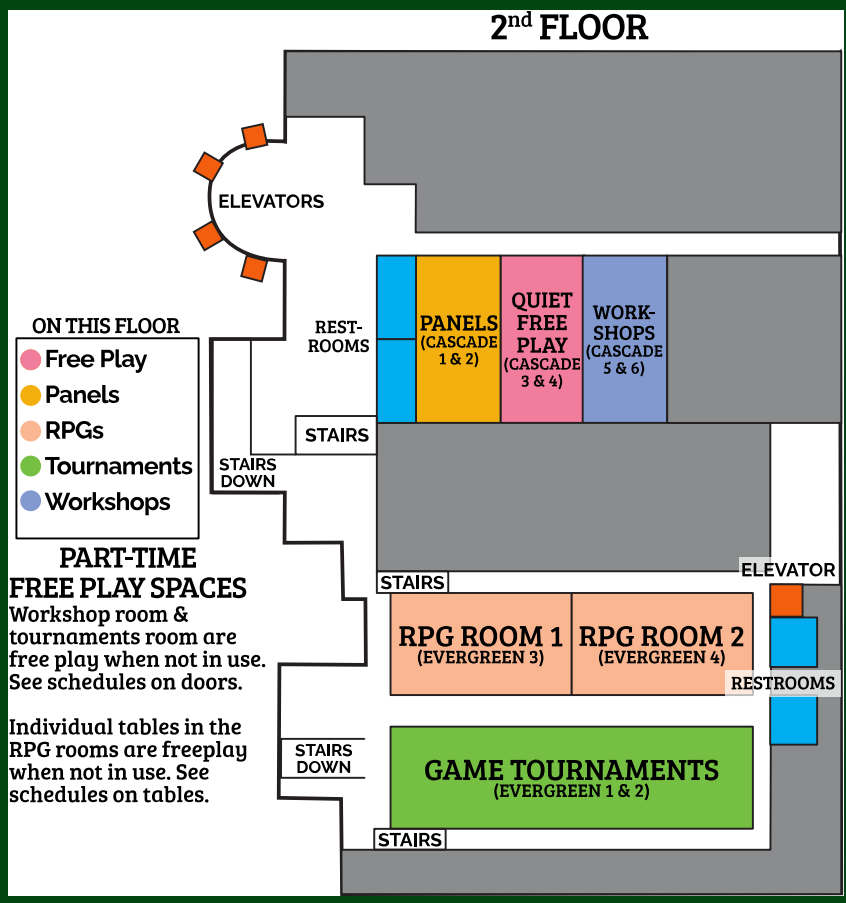 2nd FLOOR
ELEVATORS
ON THIS FLOOR
Free Play
Panels
RPGs
Tournaments
Workshops
REST-
ROOMS
PANELS
(CASCADE
1 & 2)
QUIET
FREE
PLAY
(CASCADE
3 & 4)
WORK-
SHOPS
(CASCADE
5 & 6)
STAIRS
STAIRS
DOWN
PART-TIME
FREE PLAY SPACES
Workshop room &
tournaments room are
free play when not in use.
See schedules on doors.
Individual tables in the
RPG rooms are freeplay
when not in use. See
schedules on tables.
STAIRS
ELEVATOR
RPG ROOM 1
(EVERGREEN 3)
RPG ROOM 2
(EVERGREEN 4)
RESTROOMS
STAIRS
DOWN
GAME TOURNAMENTS
(EVERGREEN 1 & 2)
STAIRS